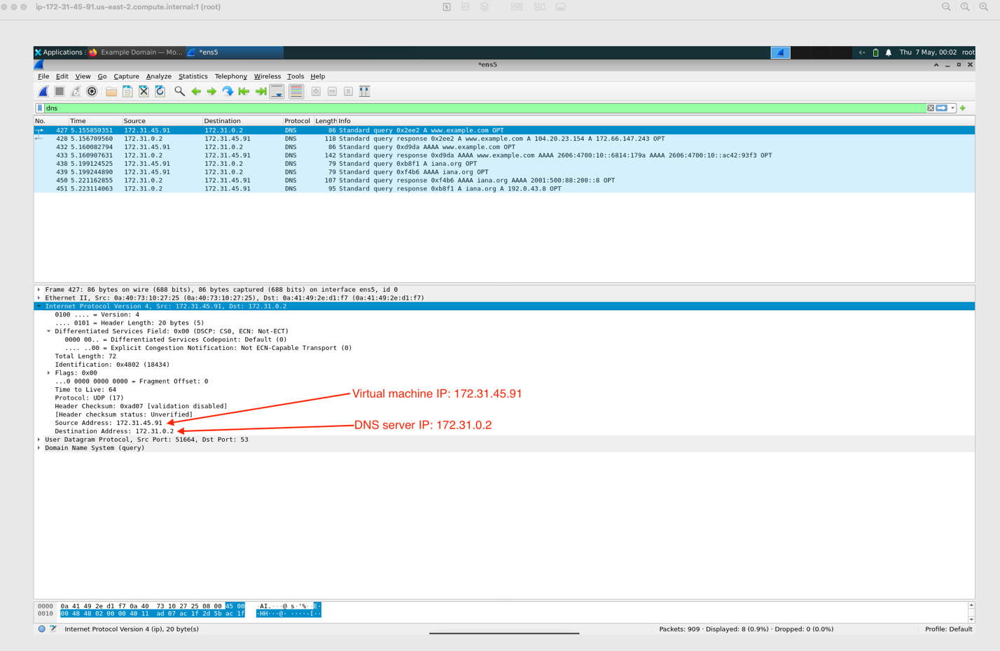 ip-172-31-45-91.us-east-2.compute.internal:1 (root)
Applications : Example Domain — Mo... *ens5 Thu 7 May, 00:02 root
*ens5
File Edit View Go Capture Analyze Statistics Telephony Wireless Tools Help
dns
No. Time Source Destination Protocol Length Info
427 5.155859351 172.31.45.91 172.31.0.2 DNS 86 Standard query 0x2ee2 A www.example.com OPT
428 5.156709560 172.31.0.2 172.31.45.91 DNS 118 Standard query response 0x2ee2 A www.example.com A 104.20.23.154 A 172.66.147.243 OPT
432 5.160082794 172.31.45.91 172.31.0.2 DNS 86 Standard query 0xd9da AAAA www.example.com OPT
433 5.160907631 172.31.0.2 172.31.45.91 DNS 142 Standard query response 0xd9da AAAA www.example.com AAAA 2606:4700:10::6814:179a AAAA 2606:4700:10::ac42:93f3 OPT
438 5.199124525 172.31.45.91 172.31.0.2 DNS 79 Standard query 0xb8f1 A iana.org OPT
439 5.199244890 172.31.45.91 172.31.0.2 DNS 79 Standard query 0xf4b6 AAAA iana.org OPT
450 5.221162855 172.31.0.2 172.31.45.91 DNS 107 Standard query response 0xf4b6 AAAA iana.org AAAA 2001:500:88:200::8 OPT
451 5.223114063 172.31.0.2 172.31.45.91 DNS 95 Standard query response 0xb8f1 A iana.org A 192.0.43.8 OPT
Frame 427: 86 bytes on wire (688 bits), 86 bytes captured (688 bits) on interface ens5, id 0
Ethernet II, Src: 0a:40:73:10:27:25 (0a:40:73:10:27:25), Dst: 0a:41:49:2e:d1:f7 (0a:41:49:2e:d1:f7)
Internet Protocol Version 4, Src: 172.31.45.91, Dst: 172.31.0.2
0100 .... = Version: 4
.... 0101 = Header Length: 20 bytes (5)
Differentiated Services Field: 0x00 (DSCP: CS0, ECN: Not-ECT)
0000 00.. = Differentiated Services Codepoint: Default (0)
.... ..00 = Explicit Congestion Notification: Not ECN-Capable Transport (0)
Total Length: 72
Identification: 0x4802 (18434)
Flags: 0x00
...0 0000 0000 0000 = Fragment Offset: 0
Time to Live: 64
Protocol: UDP (17)
Header Checksum: 0xad07 [validation disabled]
[Header checksum status: Unverified]
Source Address: 172.31.45.91
Destination Address: 172.31.0.2
Virtual machine IP: 172.31.45.91
DNS server IP: 172.31.0.2
User Datagram Protocol, Src Port: 51664, Dst Port: 53
Domain Name System (query)
0000 0a 41 49 2e d1 f7 0a 40 73 10 27 25 08 00 45 00 ·AI.···@ s·'%··E·
0010 00 48 48 02 00 00 40 11 ad 07 ac 1f 2d 5b ac 1f ·HH···@· ····-[··
Internet Protocol Version 4 (ip), 20 byte(s) Packets: 909 · Displayed: 8 (0.9%) · Dropped: 0 (0.0%) Profile: Default